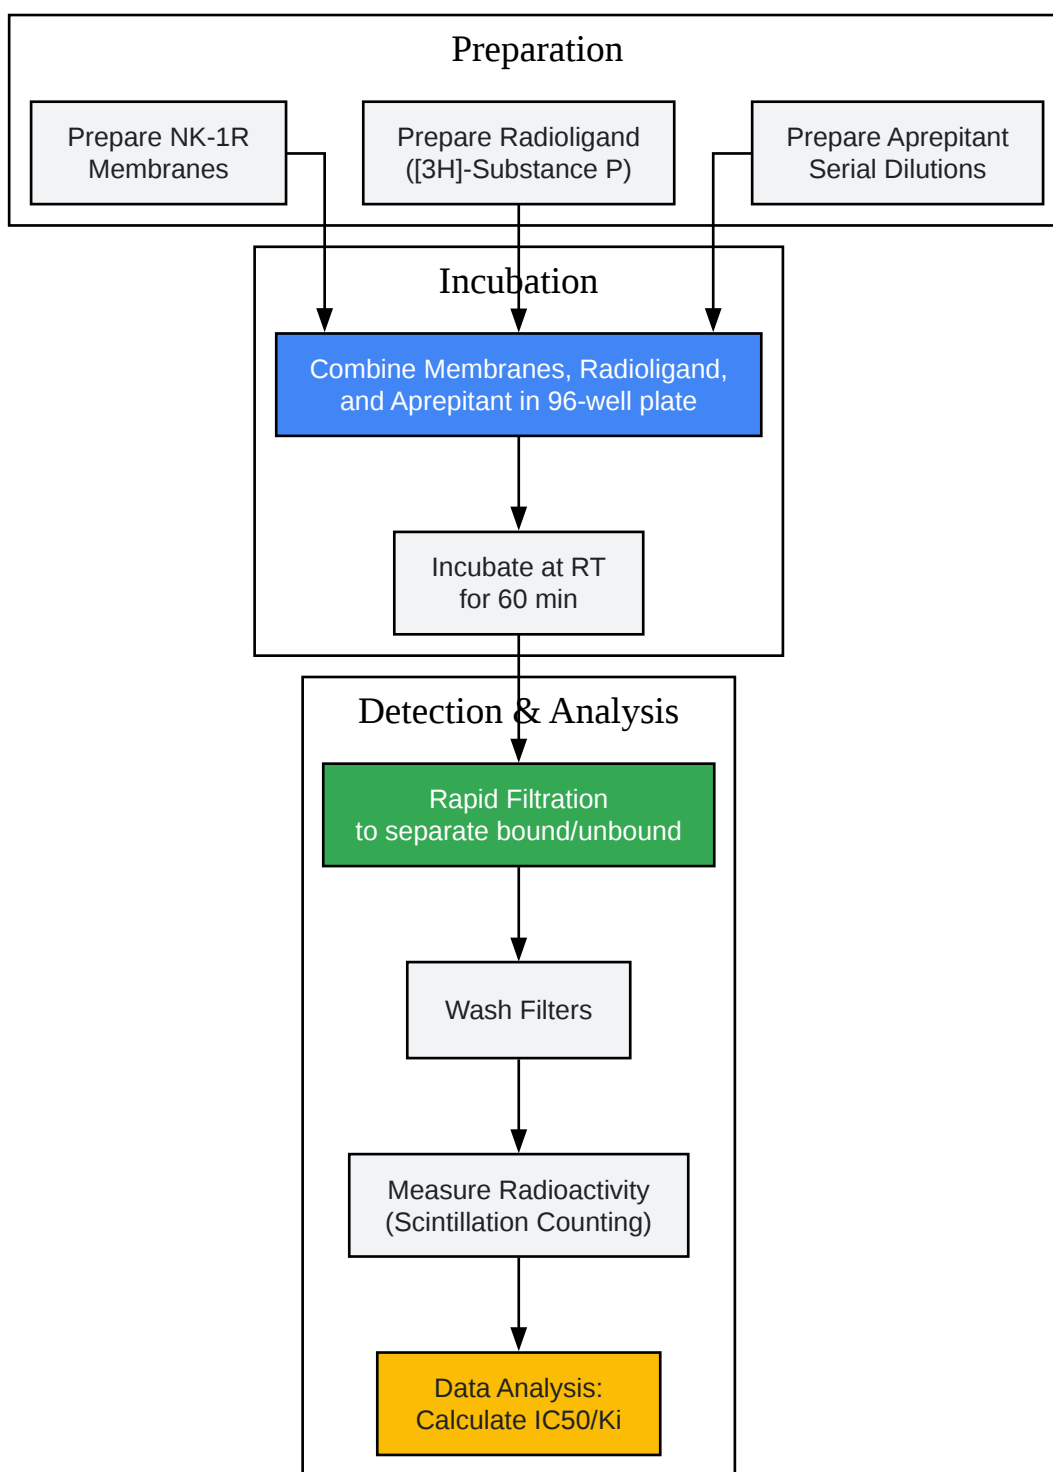 Preparation
Prepare NK-1R
Membranes
Prepare Radioligand
([3H]-Substance P)
Prepare Aprepitant
Serial Dilutions
Incubation
Combine Membranes, Radioligand,
and Aprepitant in 96-well plate
Incubate at RT
for 60 min
Detection & Analysis
Rapid Filtration
to separate bound/unbound
Wash Filters
Measure Radioactivity
(Scintillation Counting)
Data Analysis:
Calculate IC50/Ki